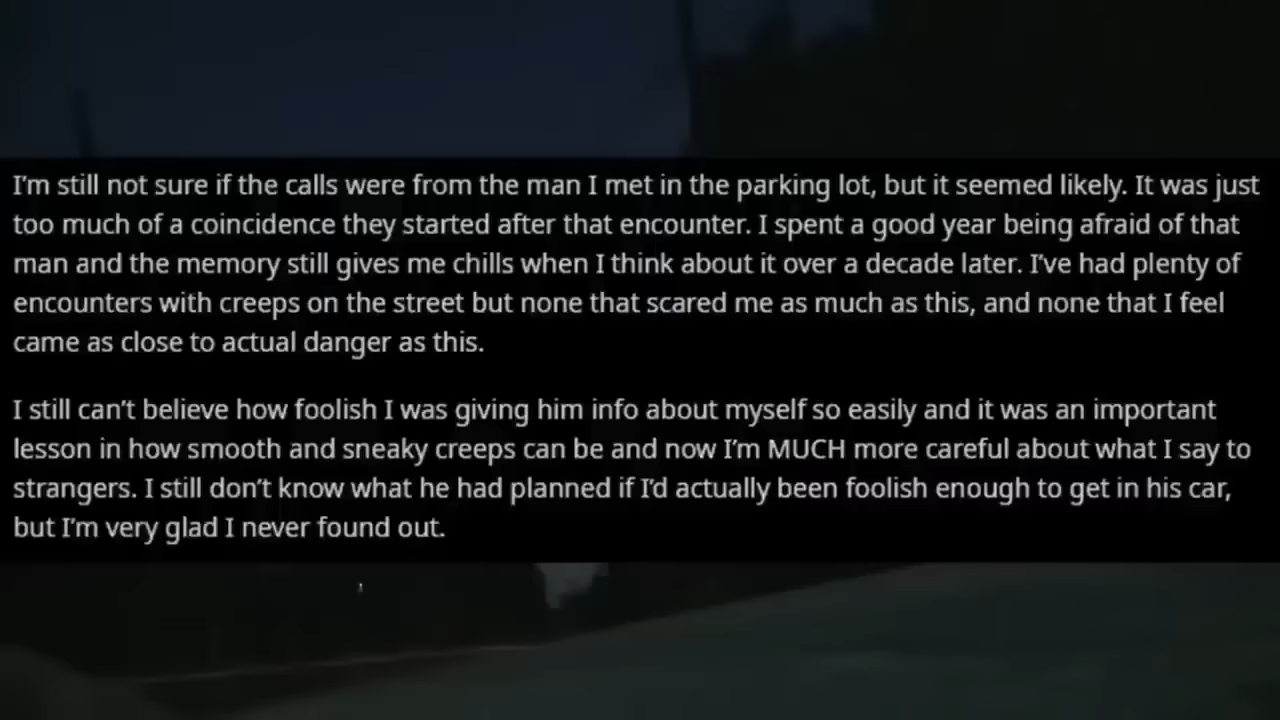 I’m still not sure if the calls were from the man I met in the parking lot, but it seemed likely. It was just
too much of a coincidence they started after that encounter. I spent a good year being afraid of that
man and the memory still gives me chills when I think about it over a decade later. I’ve had plenty of
encounters with creeps on the street but none that scared me as much as this, and none that I feel
came as close to actual danger as this.
I still can’t believe how foolish I was giving him info about myself so easily and it was an important
lesson in how smooth and sneaky creeps can be and now I’m MUCH more careful about what I say to
strangers. I still don’t know what he had planned if I’d actually been foolish enough to get in his car,
but I’m very glad I never found out.